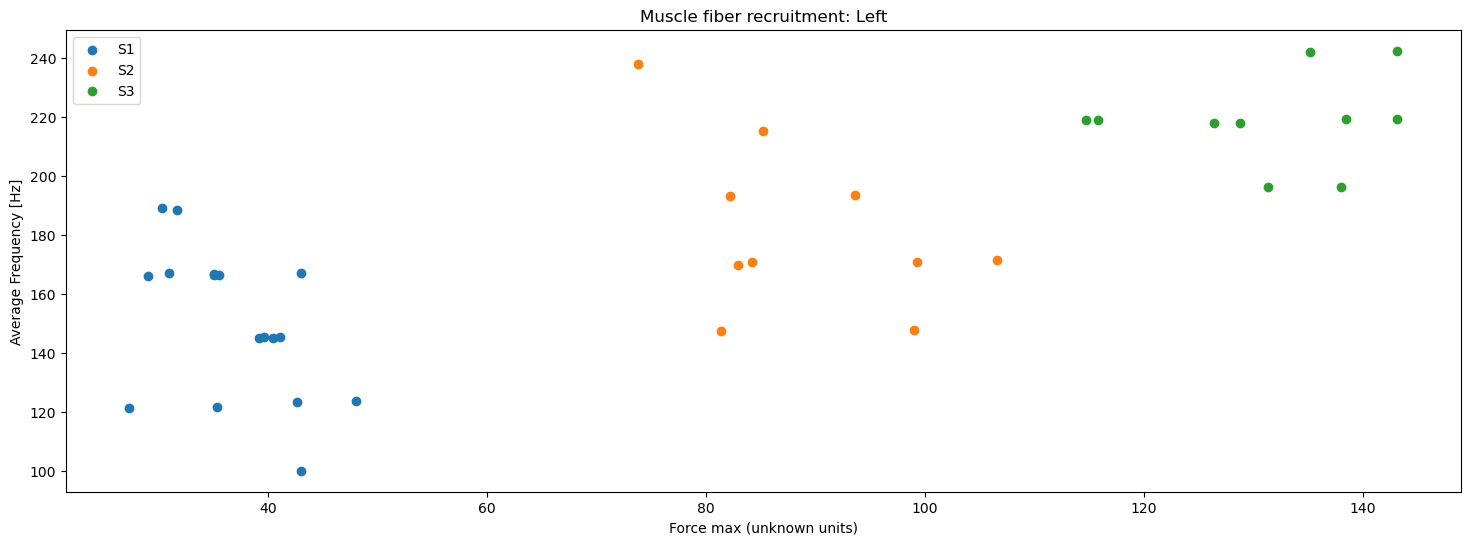 Muscle fiber recruitment: Left
S1
S2
S3
240
220
200
180
160
140
120
100
Average Frequency [Hz]
40 60 80 100 120 140
Force max (unknown units)